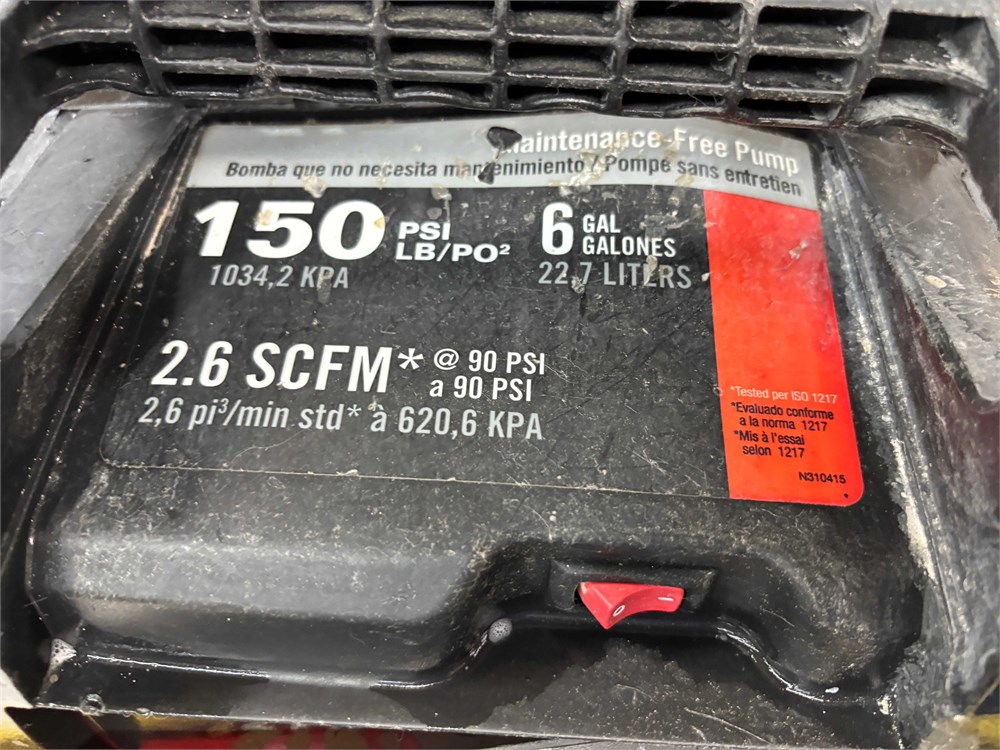 Maintenance-Free Pump
Bomba que no necesita mantenimiento / Pompe sans entretien
150 PSI
LB/PO²
1034,2 KPA
6 GAL
GALONES
22,7 LITERS
2.6 SCFM* @ 90 PSI
a 90 PSI
2,6 pi³/min std* à 620,6 KPA
*Tested per ISO 1217
*Evaluado conforme
a la norma 1217
*Mis à l'essai
selon 1217
N310415
O